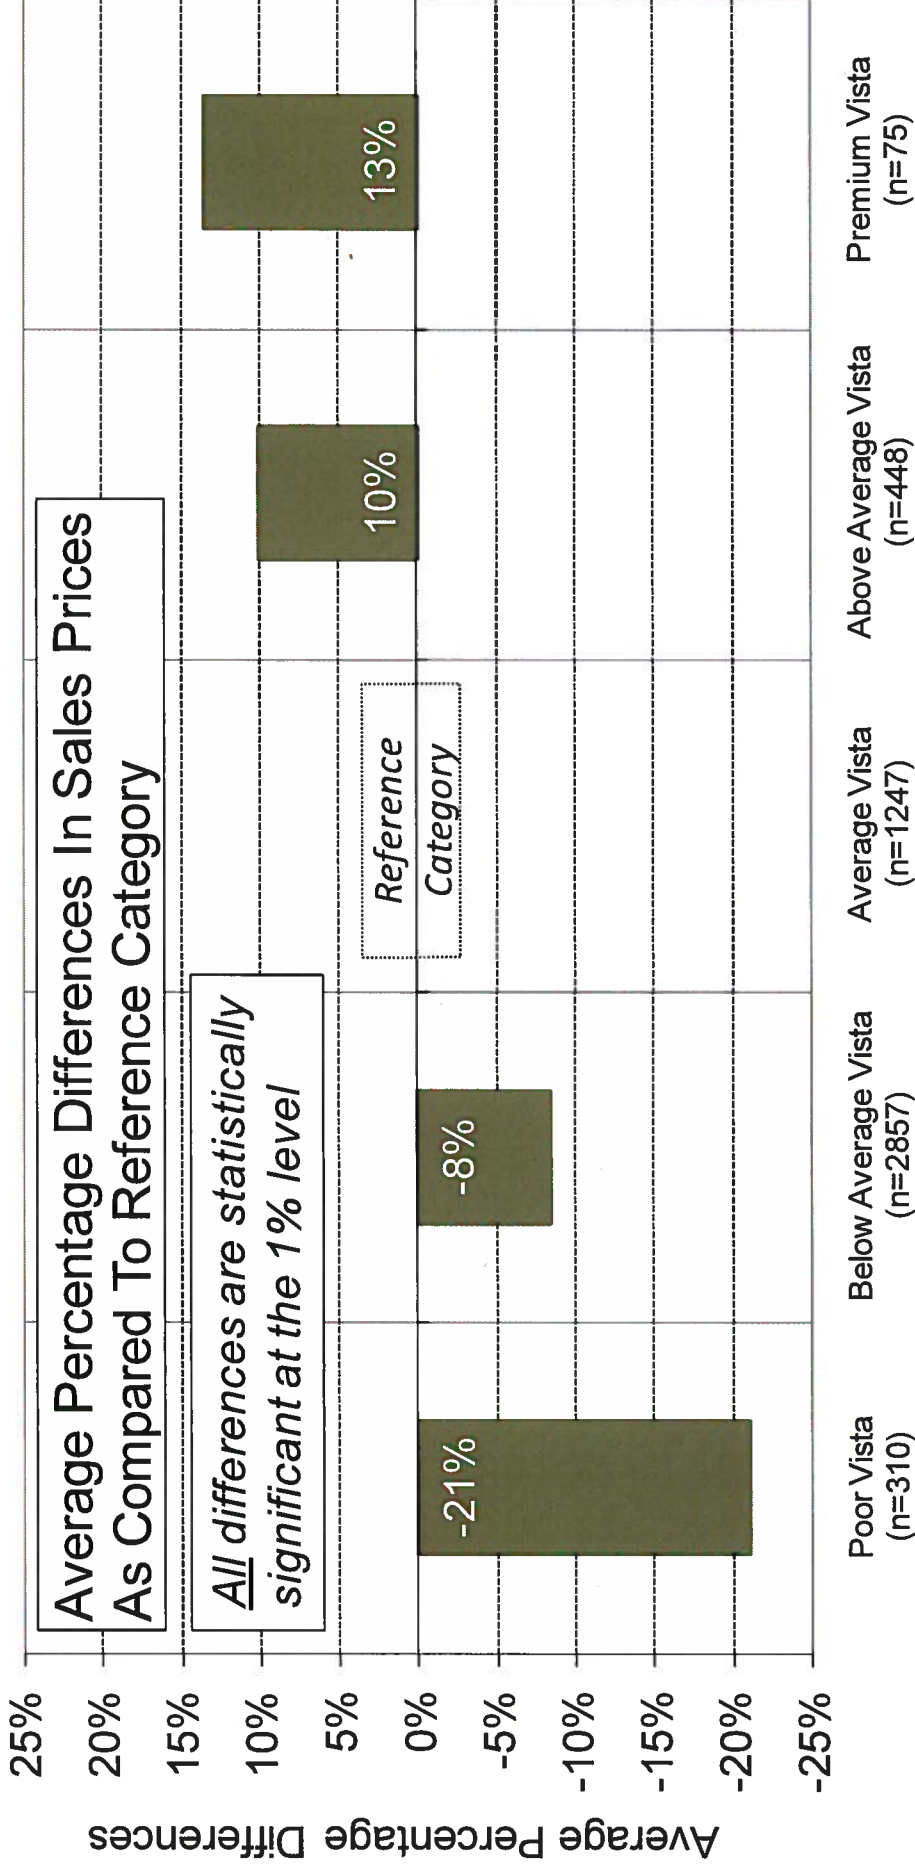 Average Percentage Differences In Sales Prices
As Compared To Reference Category
All differences are statistically
significant at the 1% level
Average Percentage Differences
25%
20%
15%
10%
5%
0%
-5%
-10%
-15%
-20%
-25%
-21%
-8%
Reference
Category
10%
13%
Poor Vista
(n=310)
Below Average Vista
(n=2857)
Average Vista
(n=1247)
Above Average Vista
(n=448)
Premium Vista
(n=75)